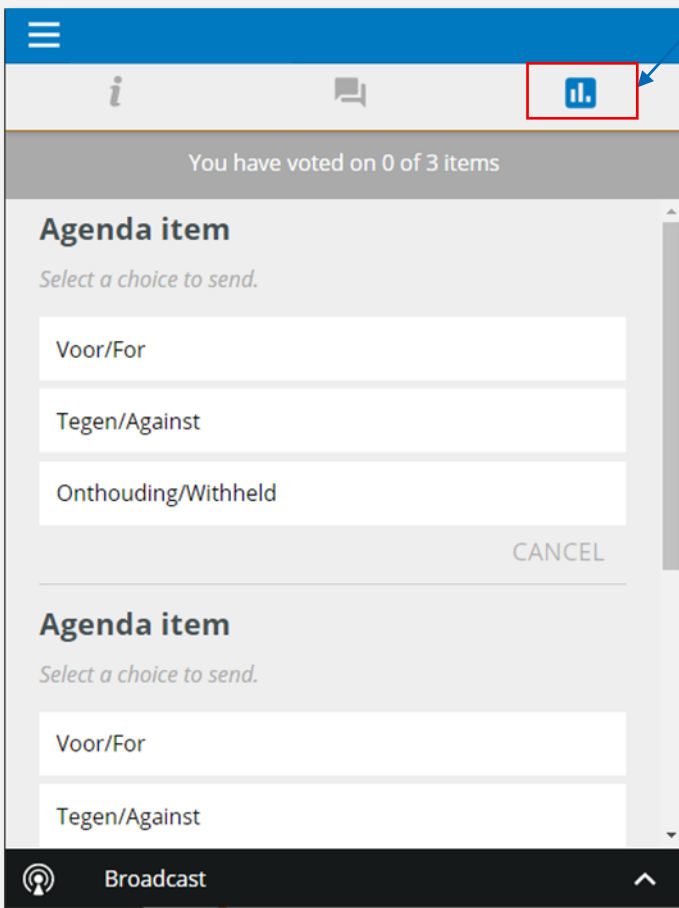 You have voted on 0 of 3 items
Agenda item
Select a choice to send.
Voor/For
Tegen/Against
Onthouding/Withheld
CANCEL
Agenda item
Select a choice to send.
Voor/For
Tegen/Against
Broadcast